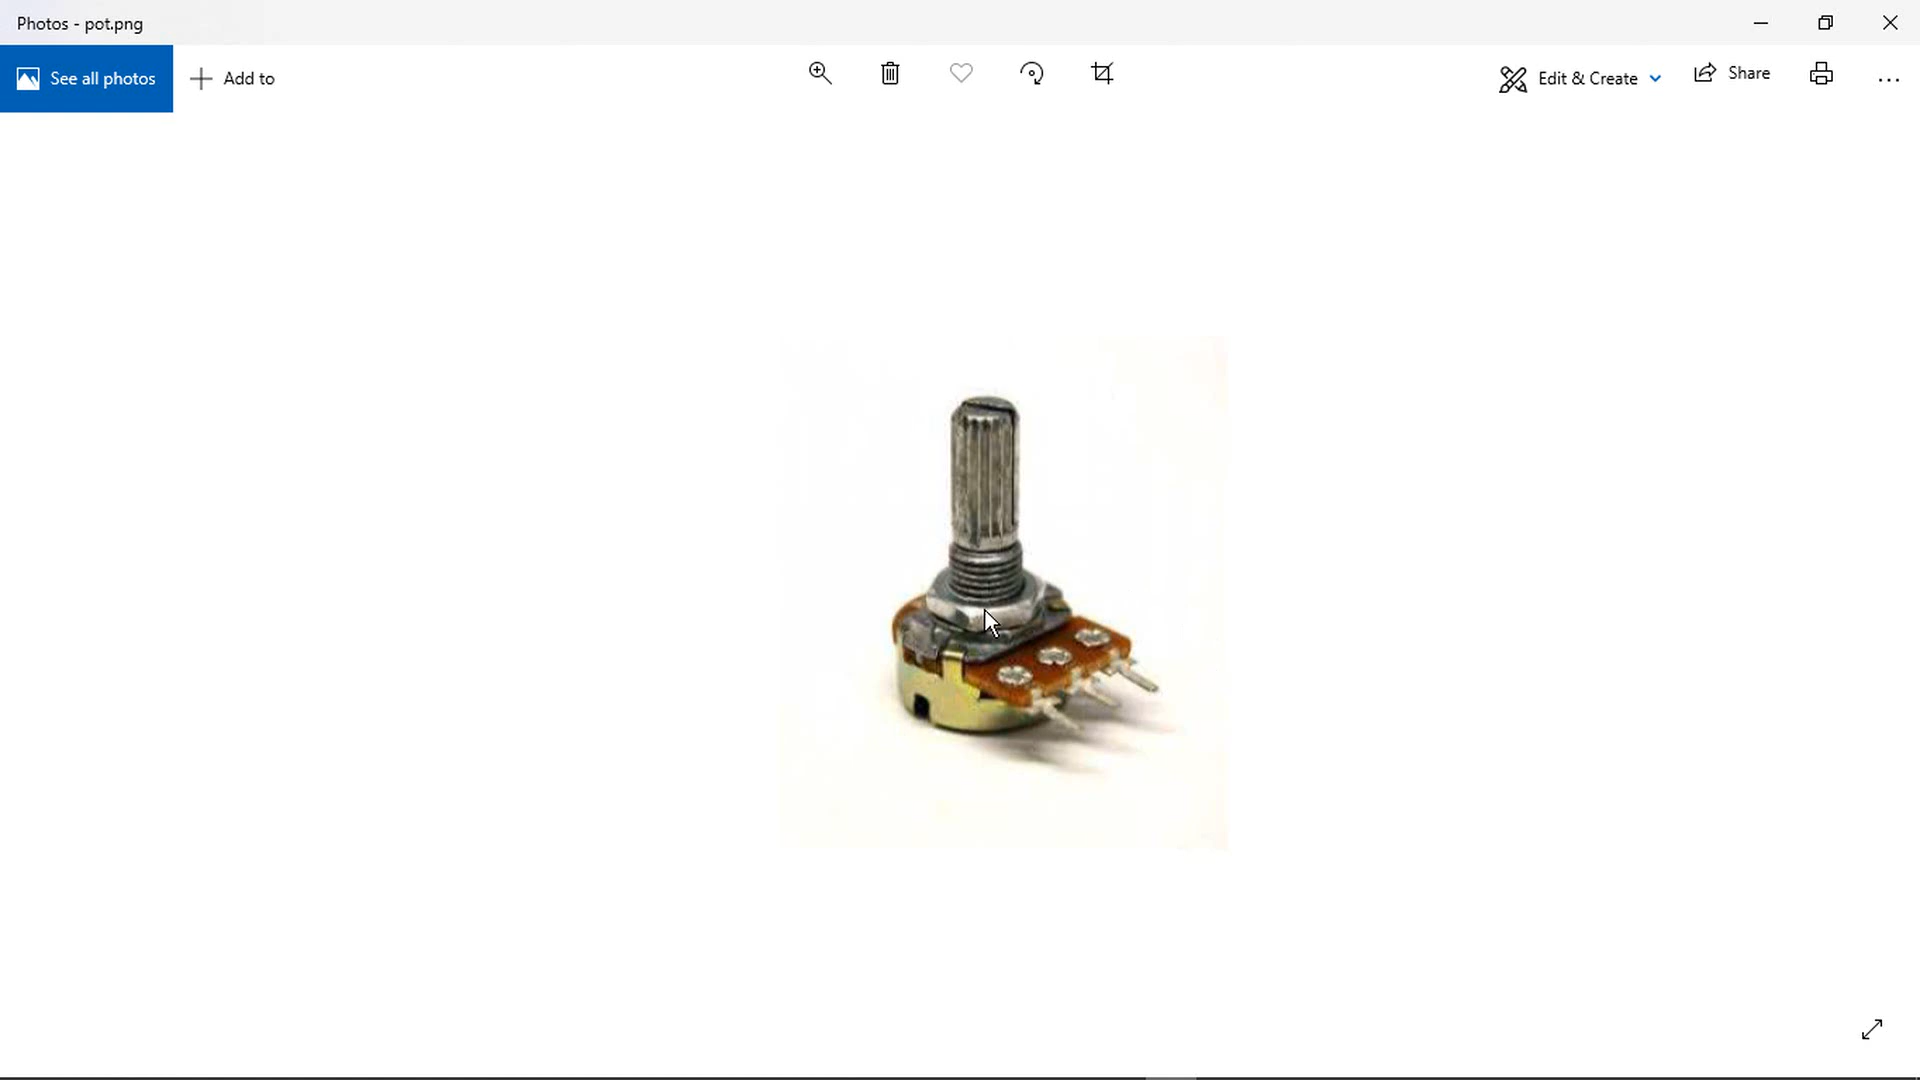 Photos - pot.png
See all photos
Add to
Edit & Create
Share